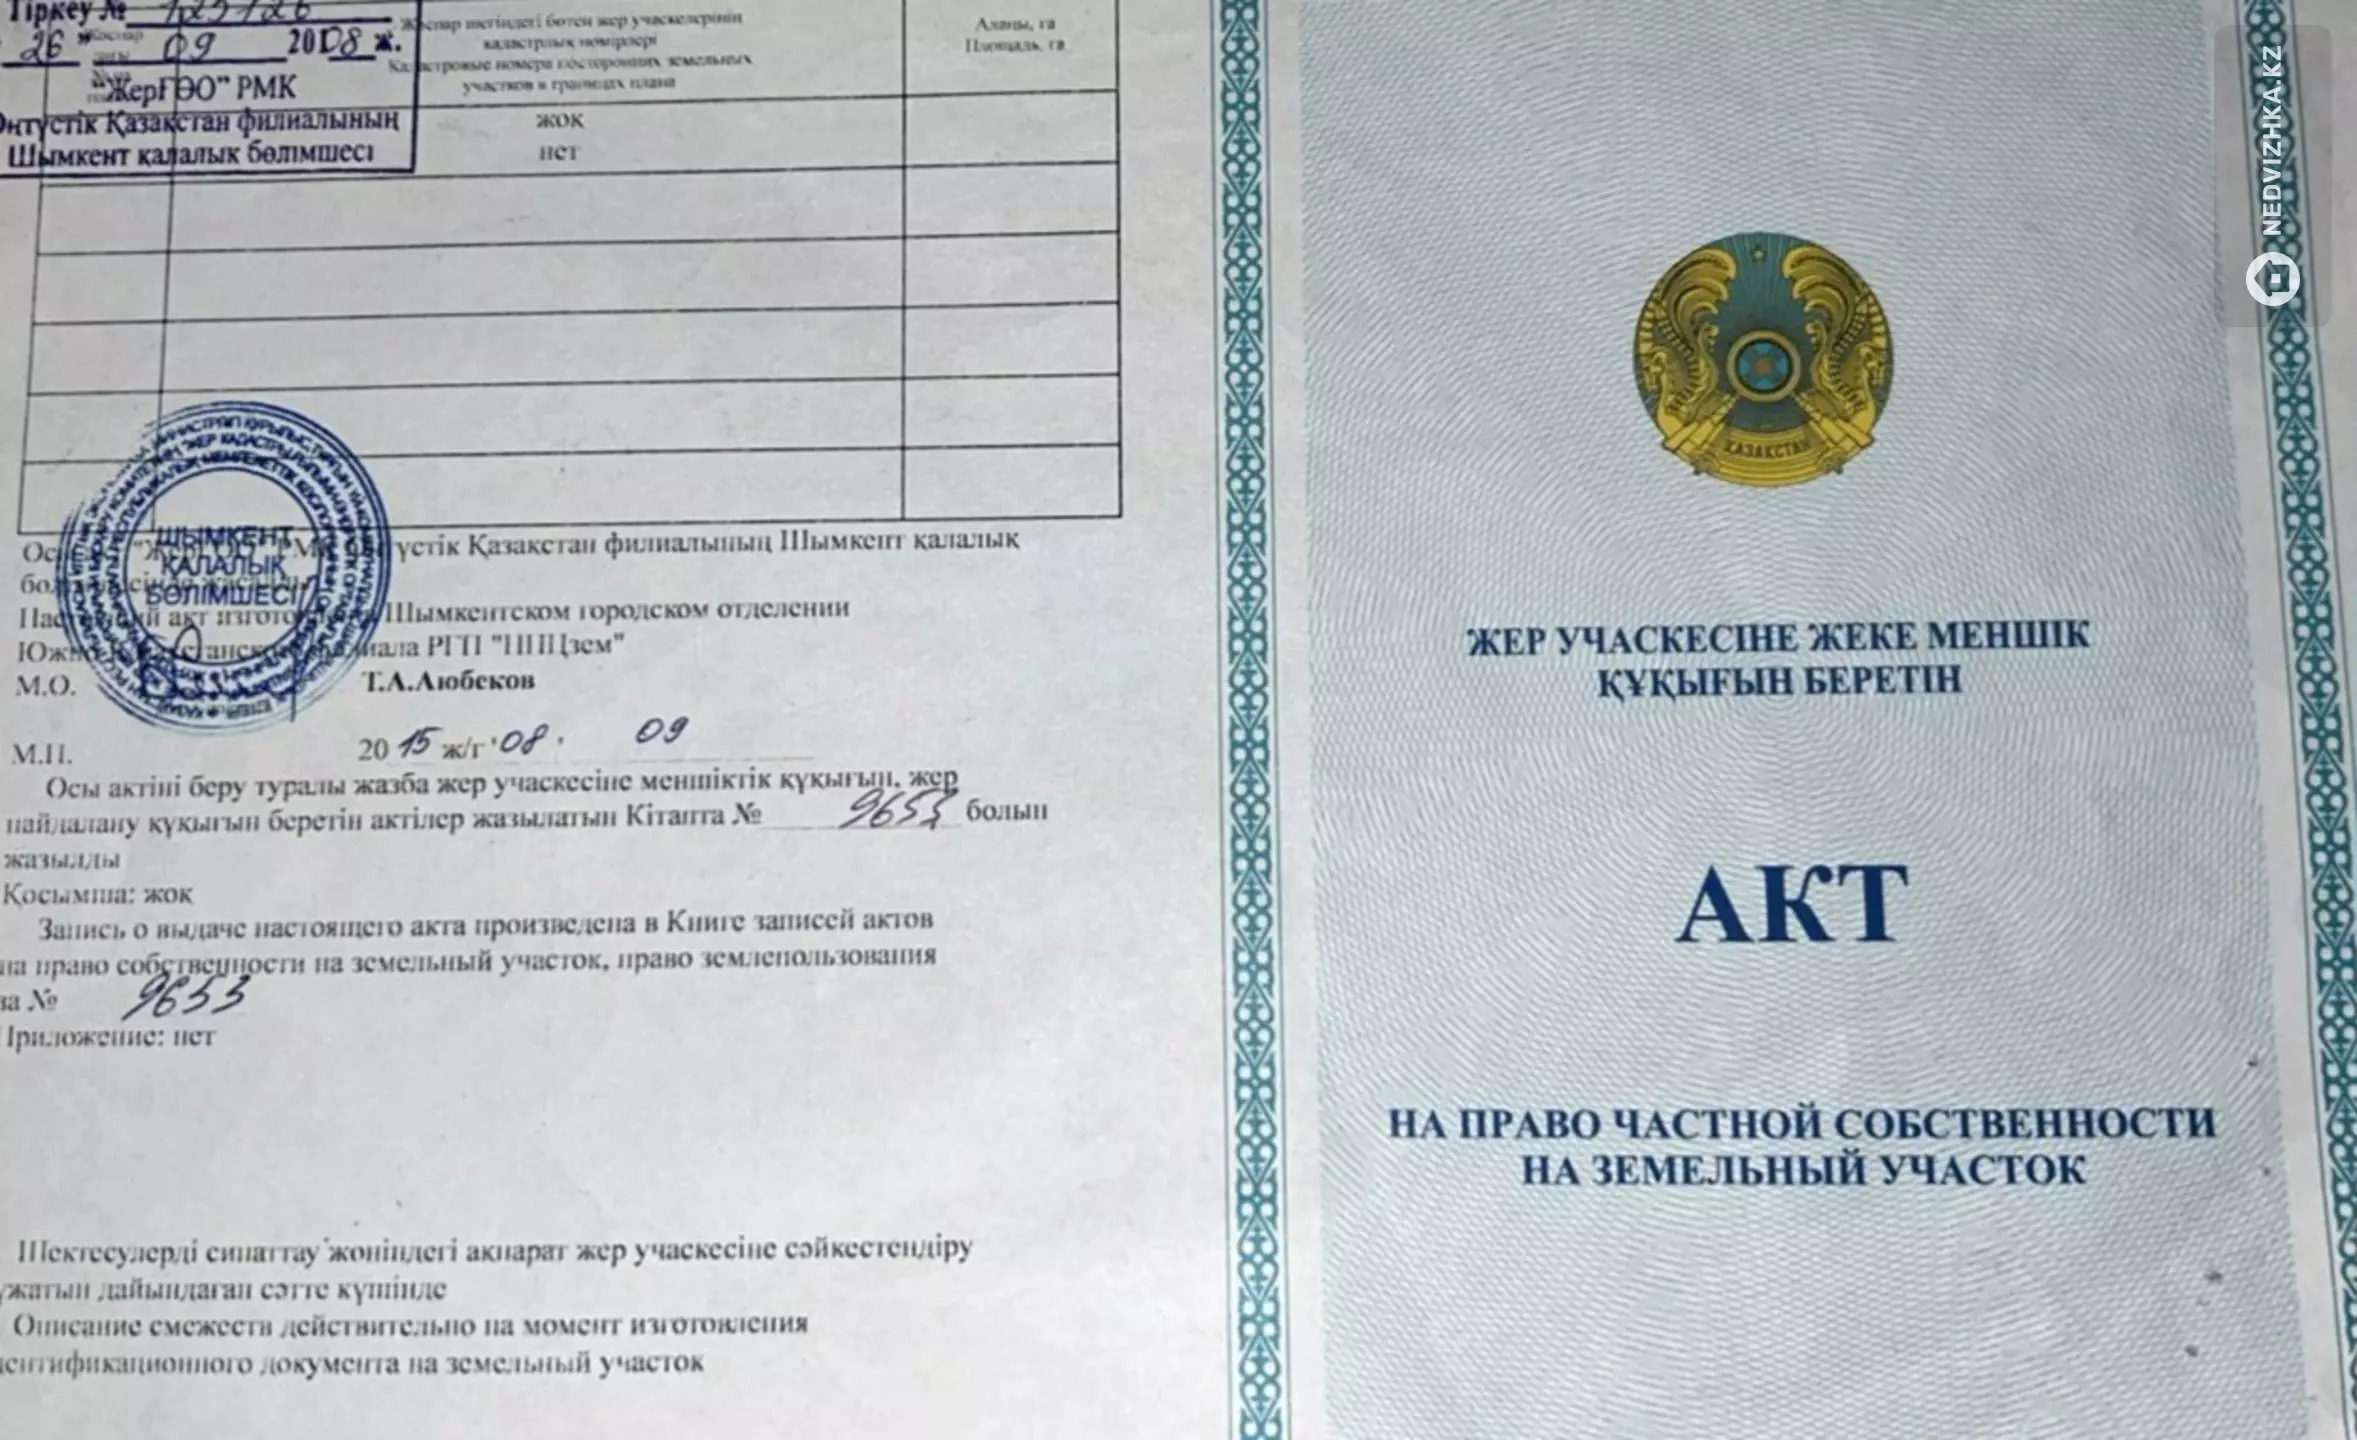 Тіркеу № 123126
26 " 09 2008 ж.
"ЖерҒӨО" РМК
Оңтүстік Қазақстан филиалының
Шымкент қалалық бөлімшесі
Жоспар шегіндегі бөтен жер учаскелерінің
кадастрлық нөмірлері
Кадастровые номера посторонних земельных
участков в границах плана
Аланы, га
Площадь, га
жоқ
нет
ШЫМКЕНТ
ҚАЛАЛЫҚ
БӨЛІМШЕСІ
Қазақстан филиалының Шымкент қалалық
Шымкентском городском отделении
РГП "НПЦзем"
М.О. Т.А.Аюбеков
М.П. 20 15 ж/г "08" 09
Осы актіні беру туралы жазба жер учаскесіне меншіктік құқығын, жер
пайдалану құқығын беретін актілер жазылатын Кітапта № 9653 болып
жазылды
Қосымша: жоқ
Запись о выдаче настоящего акта произведена в Книге записей актов
на право собственности на земельный участок, право землепользования
за № 9653
Приложение: нет
Шектесулерді сипаттау жөніндегі ақпарат жер учаскесіне сәйкестендіру
құжатын дайындаған сәтте күшінде
Описание смежеств действительно на момент изготовления
идентификационного документа на земельный участок
ҚАЗАҚСТАН
ЖЕР УЧАСКЕСІНЕ ЖЕКЕ МЕНШІК
ҚҰҚЫҒЫН БЕРЕТІН
АКТ
НА ПРАВО ЧАСТНОЙ СОБСТВЕННОСТИ
НА ЗЕМЕЛЬНЫЙ УЧАСТОК
NEDVIZHKA.KZ